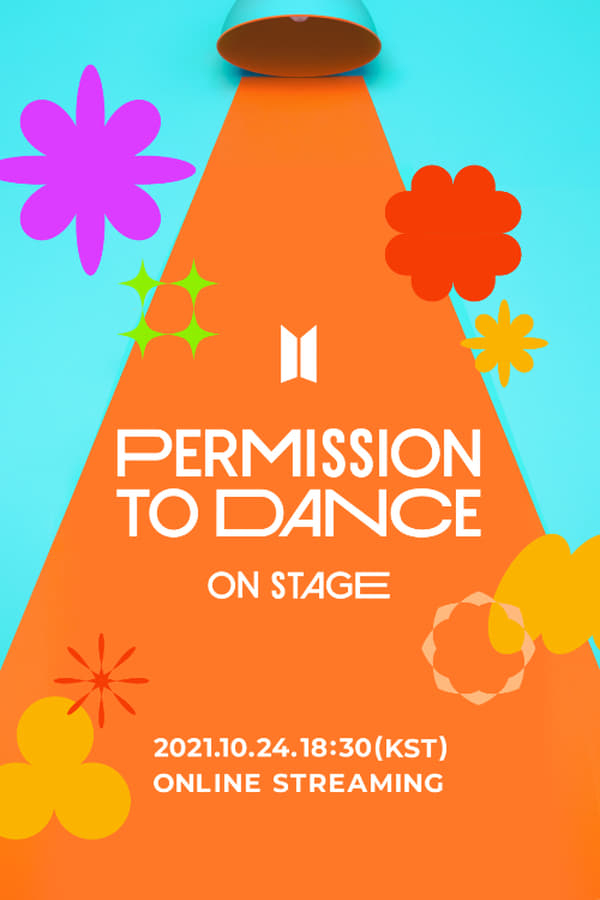 PERMISSION
TO DANCE
ON STAGE
2021.10.24.18:30(KST)
ONLINE STREAMING